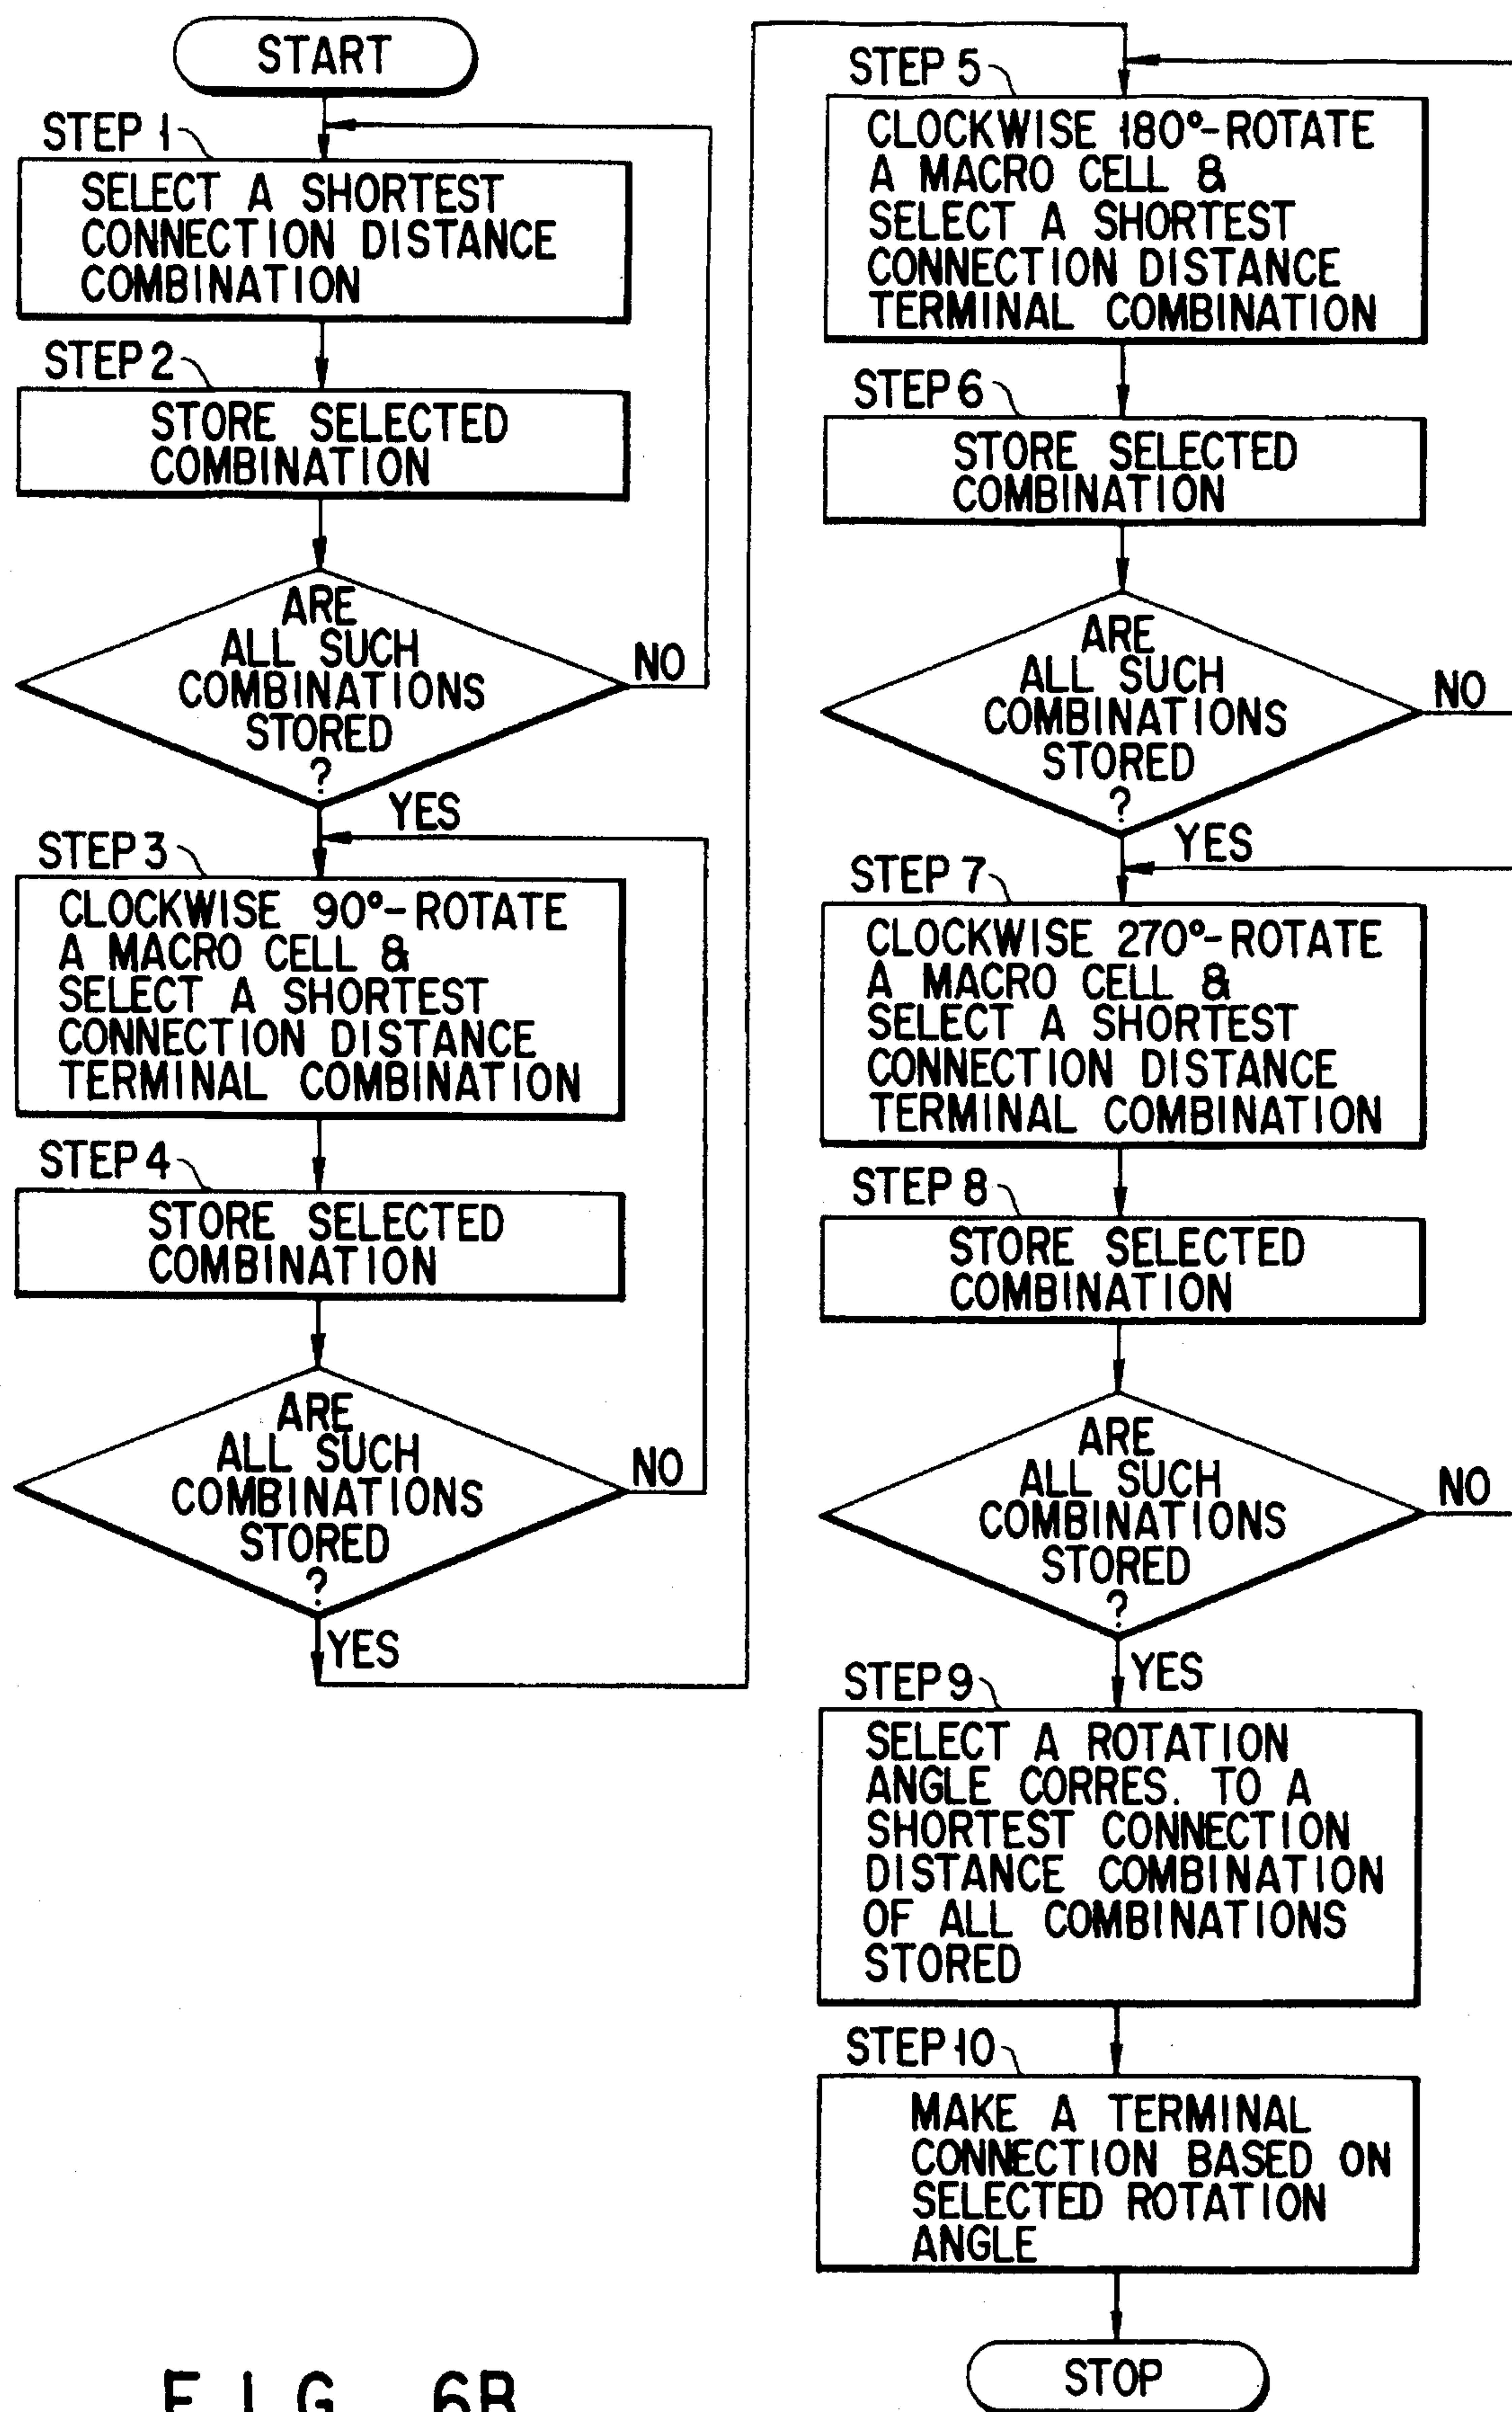 START
STEP 1
SELECT A SHORTEST
CONNECTION DISTANCE
COMBINATION
STEP 2
STORE SELECTED
COMBINATION
ARE
ALL SUCH
COMBINATIONS
STORED
?
NO
YES
STEP 3
CLOCKWISE 90°-ROTATE
A MACRO CELL &
SELECT A SHORTEST
CONNECTION DISTANCE
TERMINAL COMBINATION
STEP 4
STORE SELECTED
COMBINATION
ARE
ALL SUCH
COMBINATIONS
STORED
?
NO
YES
STEP 5
CLOCKWISE 180°-ROTATE
A MACRO CELL &
SELECT A SHORTEST
CONNECTION DISTANCE
TERMINAL COMBINATION
STEP 6
STORE SELECTED
COMBINATION
ARE
ALL SUCH
COMBINATIONS
STORED
?
NO
YES
STEP 7
CLOCKWISE 270°-ROTATE
A MACRO CELL &
SELECT A SHORTEST
CONNECTION DISTANCE
TERMINAL COMBINATION
STEP 8
STORE SELECTED
COMBINATION
ARE
ALL SUCH
COMBINATIONS
STORED
?
NO
YES
STEP 9
SELECT A ROTATION
ANGLE CORRES. TO A
SHORTEST CONNECTION
DISTANCE COMBINATION
OF ALL COMBINATIONS
STORED
STEP 10
MAKE A TERMINAL
CONNECTION BASED ON
SELECTED ROTATION
ANGLE
STOP
FIG. 6B